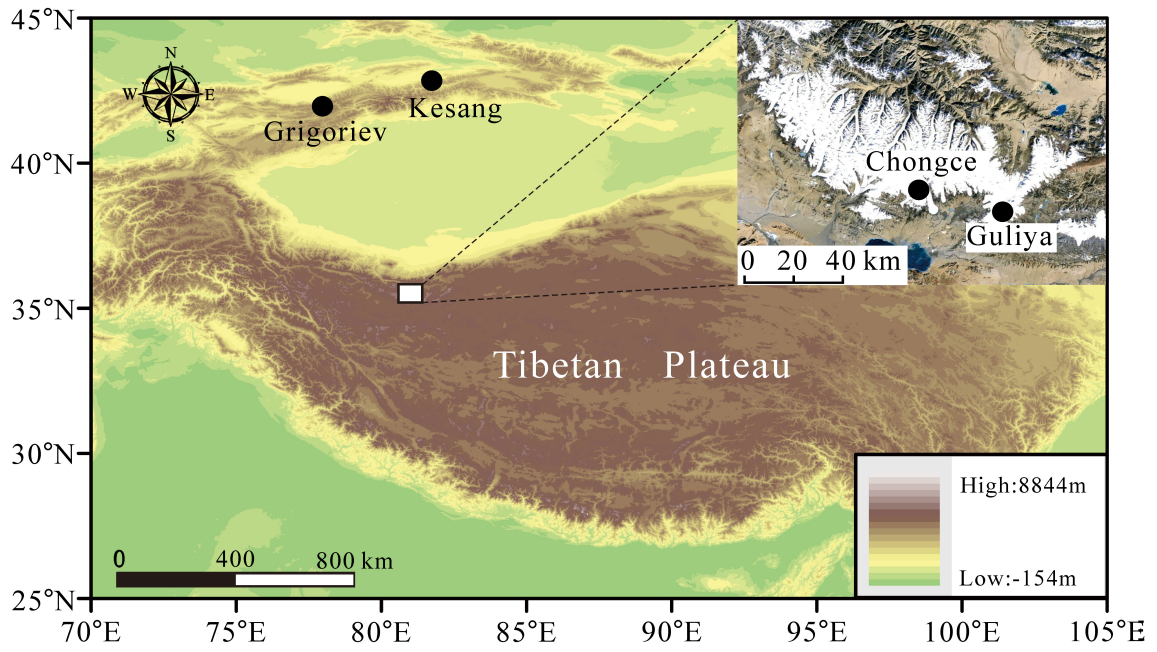 45°N
40°N
35°N
30°N
25°N
N
W E
S
Grigoriev
Kesang
Chongce
Guliya
0 20 40 km
Tibetan Plateau
High:8844m
Low:-154m
0 400 800 km
70°E 75°E 80°E 85°E 90°E 95°E 100°E 105°E